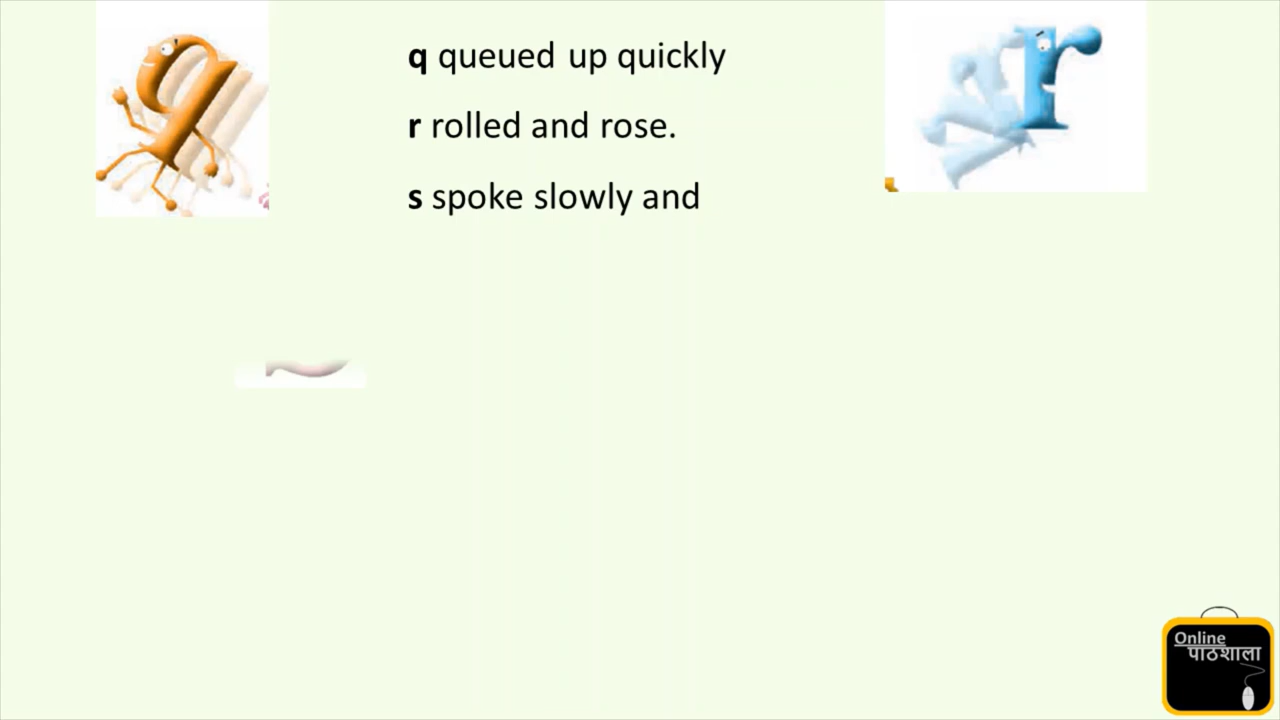 q queued up quickly
r rolled and rose.
s spoke slowly and
Online
पाठशाला